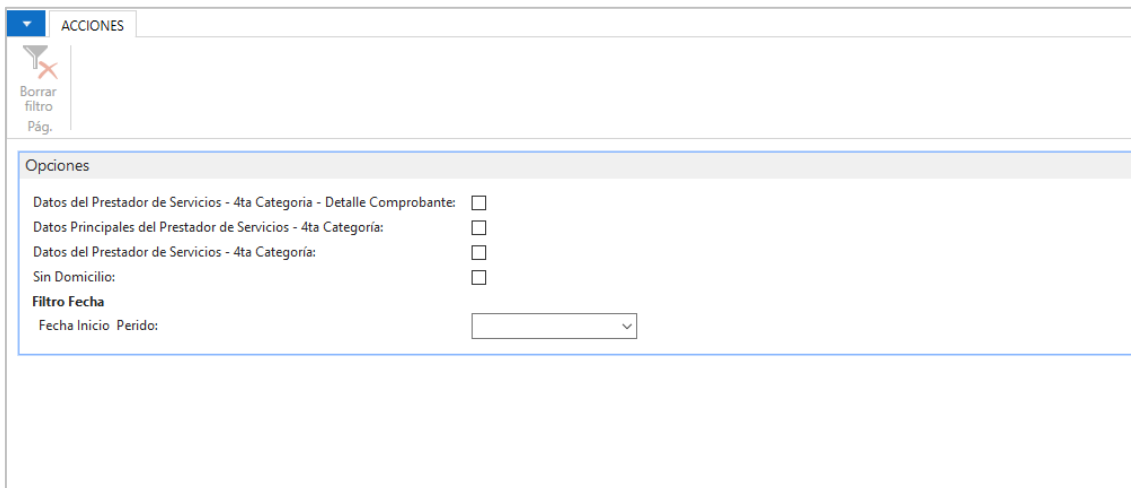 ACCIONES
Borrar
filtro
Pág.
Opciones
Datos del Prestador de Servicios - 4ta Categoria - Detalle Comprobante:
Datos Principales del Prestador de Servicios - 4ta Categoría:
Datos del Prestador de Servicios - 4ta Categoría:
Sin Domicilio:
Filtro Fecha
Fecha Inicio Perido: